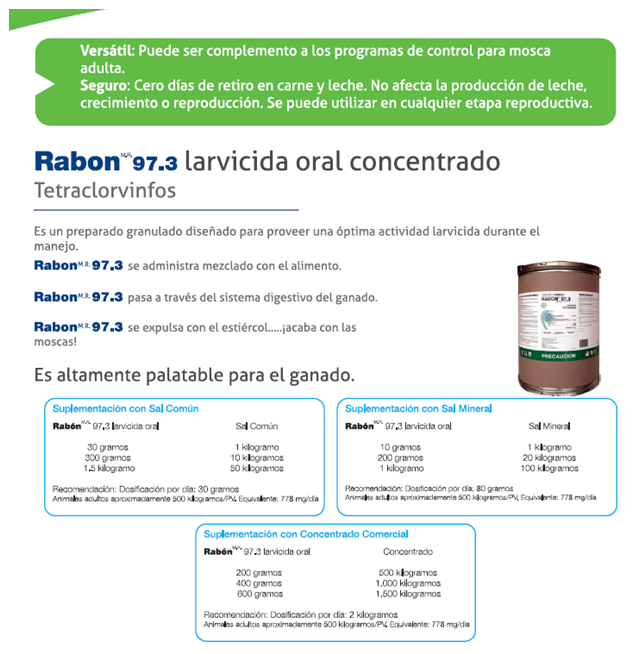 Versátil: Puede ser complemento a los programas de control para mosca
adulta.
Seguro: Cero días de retiro en carne y leche. No afecta la producción de leche,
crecimiento o reproducción. Se puede utilizar en cualquier etapa reproductiva.
Rabon M.R. 97.3 larvicida oral concentrado
Tetraclorvinfos
Es un preparado granulado diseñado para proveer una óptima actividad larvicida durante el
manejo.
Rabon M.R. 97.3 se administra mezclado con el alimento.
Rabon M.R. 97.3 pasa a través del sistema digestivo del ganado.
Rabon M.R. 97.3 se expulsa con el estiércol.....¡acaba con las
moscas!
RABON 97.3
PRECAUCION
Es altamente palatable para el ganado.
Suplementación con Sal Común
Rabón M.R. 97.3 larvicida oral Sal Común
30 gramos 1 kilogramo
300 gramos 10 kilogramos
1.5 kilogramo 50 kilogramos
Recomendación: Dosificación por día: 30 gramos
Animales adultos aproximadamente 500 kilogramos/PV, Equivalente: 778 mg/día
Suplementación con Sal Mineral
Rabón M.R. 97.3 larvicida oral Sal Mineral
10 gramos 1 kilogramo
200 gramos 20 kilogramos
1 kilogramo 100 kilogramos
Recomendación: Dosificación por día: 80 gramos
Animales adultos aproximadamente 500 kilogramos/PV, Equivalente: 778 mg/día
Suplementación con Concentrado Comercial
Rabón M.R. 97.3 larvicida oral Concentrado
200 gramos 500 kilogramos
400 gramos 1,000 kilogramos
600 gramos 1,500 kilogramos
Recomendación: Dosificación por día: 2 kilogramos
Animales adultos aproximadamente 500 kilogramos/PV, Equivalente: 778 mg/día